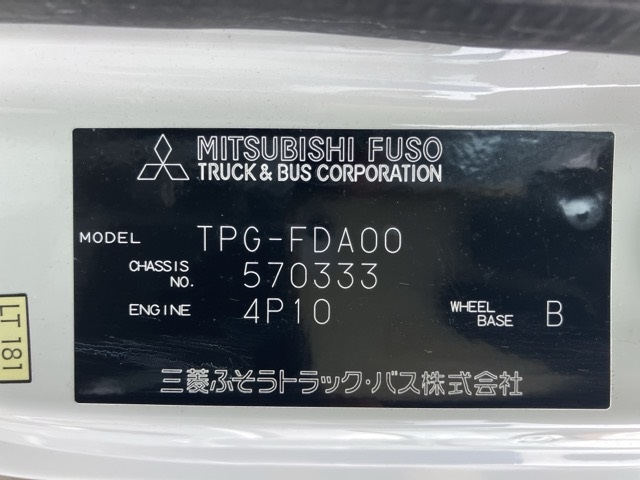 MITSUBISHI FUSO
TRUCK & BUS CORPORATION
MODEL TPG-FDA00
CHASSIS NO. 570333
ENGINE 4P10 WHEEL BASE B
三菱ふそうトラック・バス株式会社
LT 181